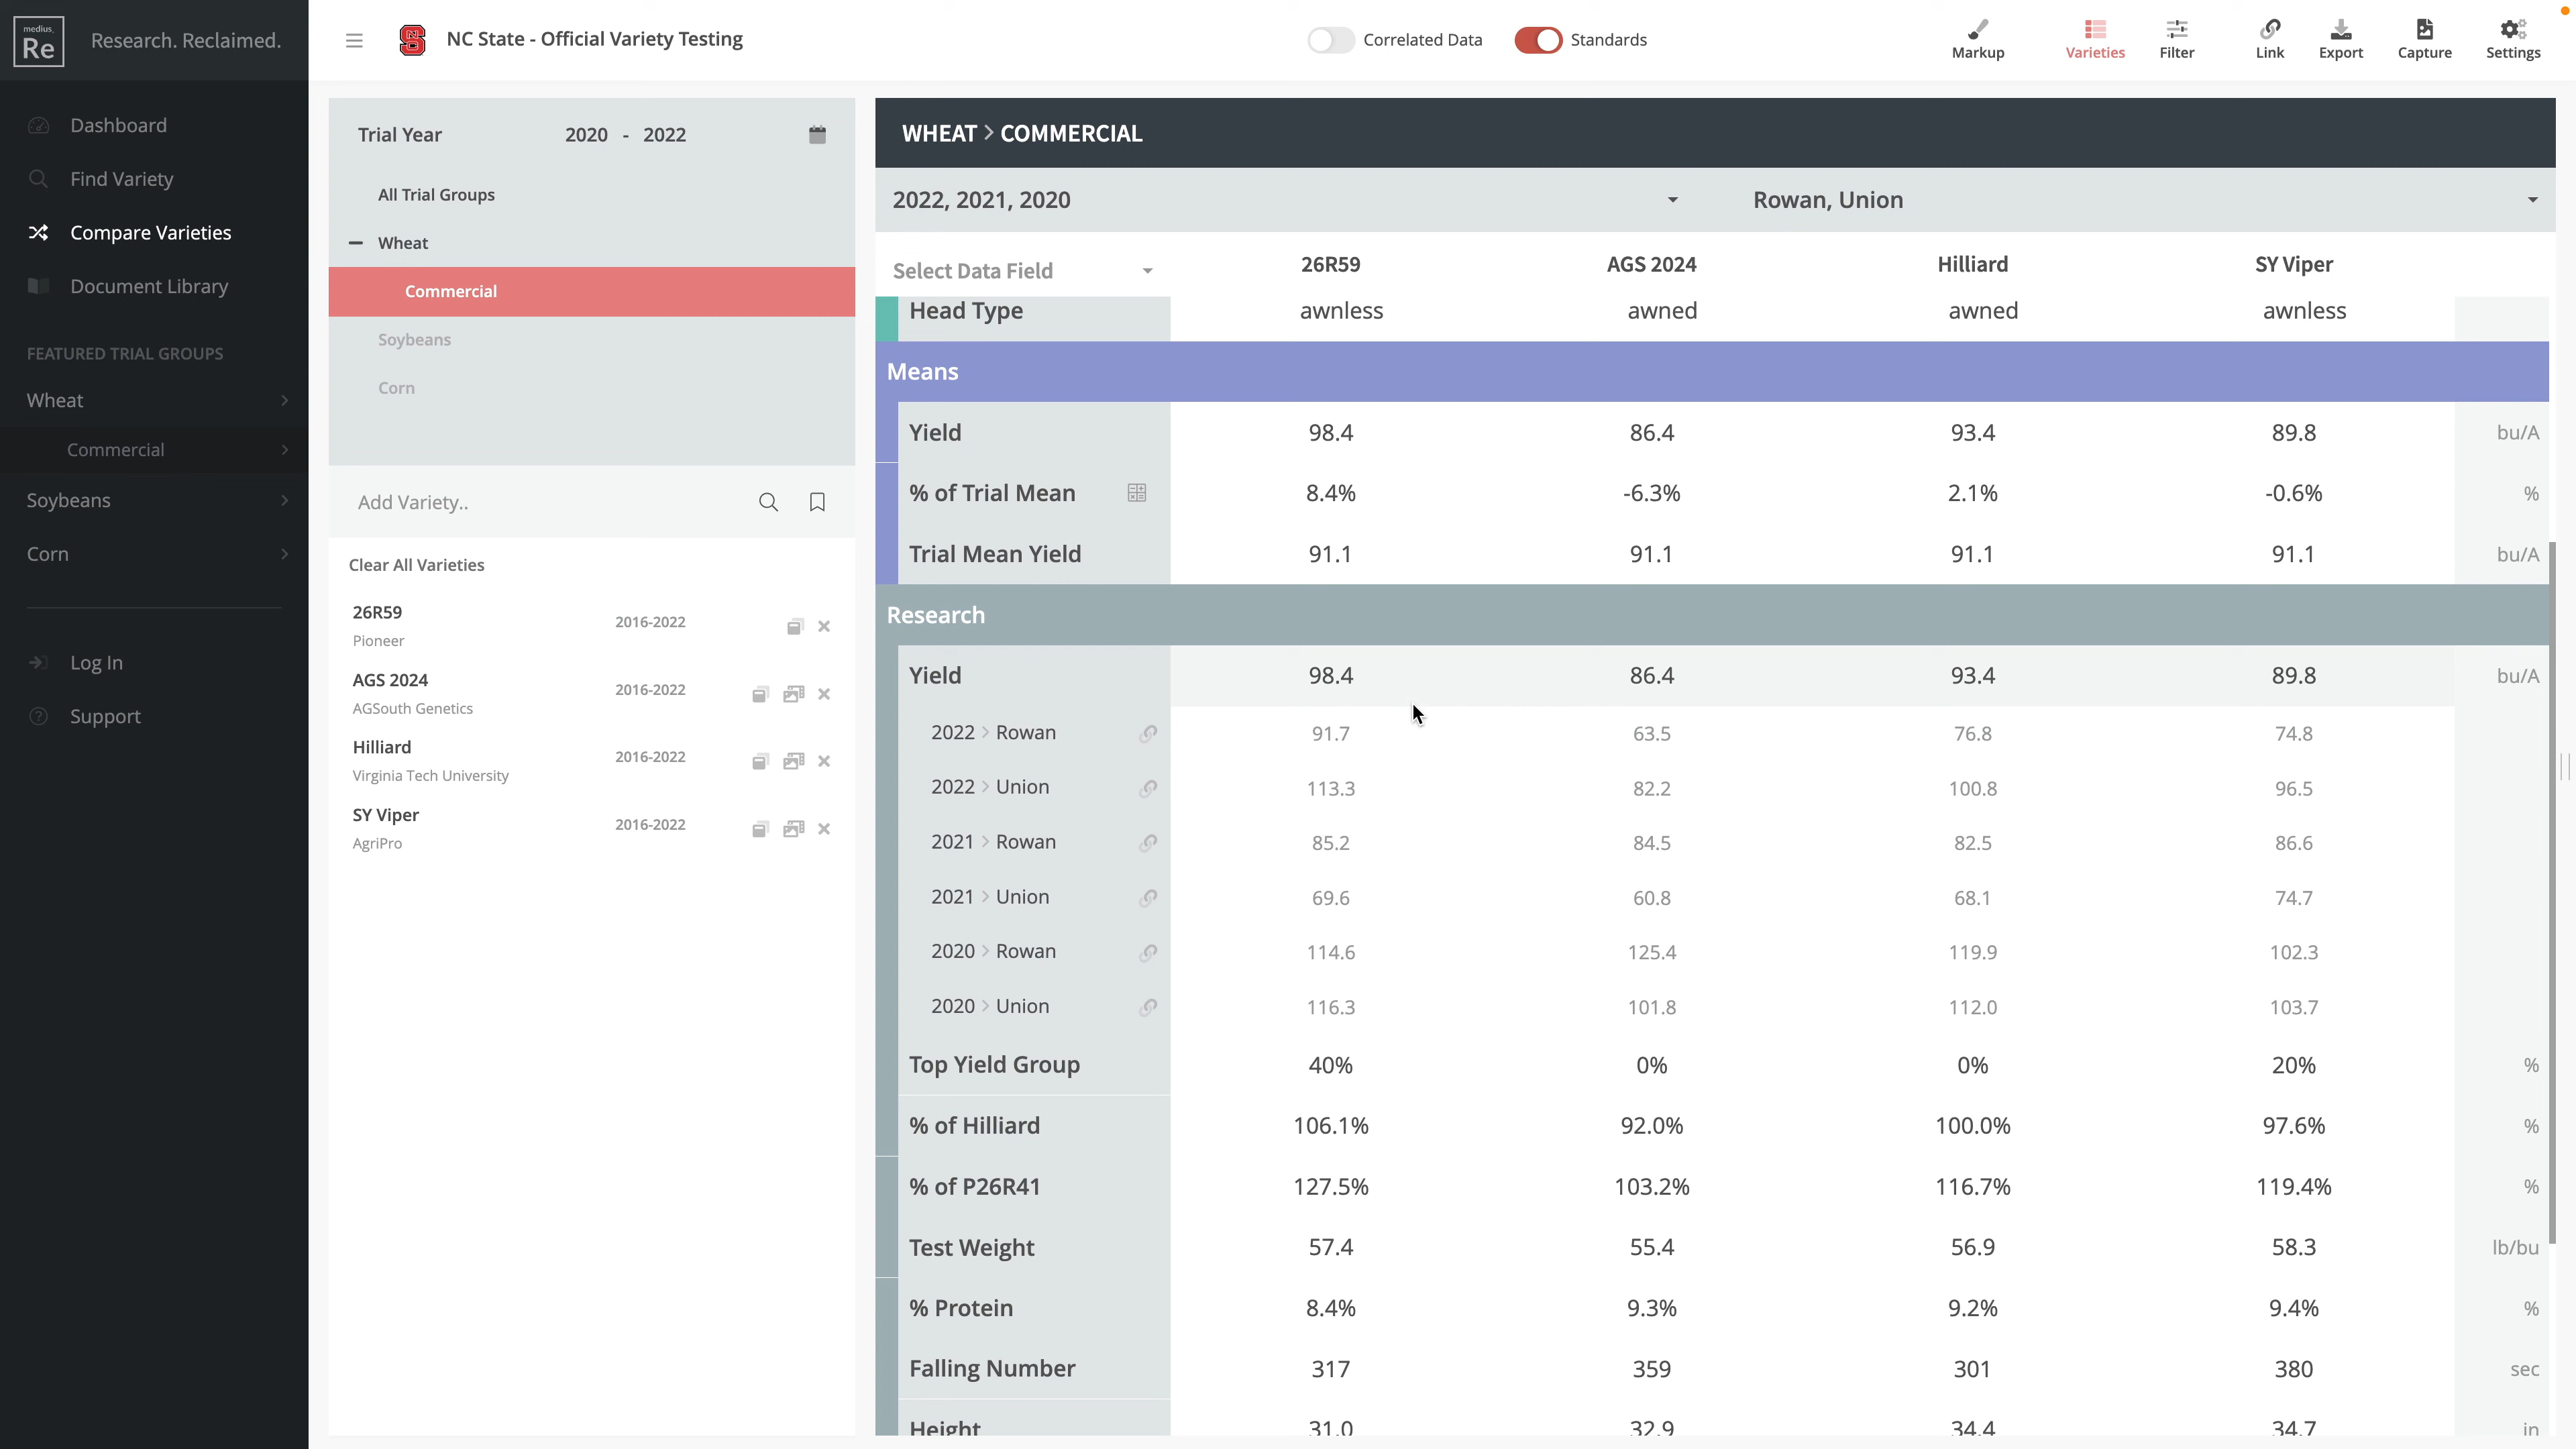 medius
Re
Research. Reclaimed.
NC State - Official Variety Testing
Correlated Data
Standards
Markup
Varieties
Filter
Link
Export
Capture
Settings
Dashboard
Find Variety
Compare Varieties
Document Library
FEATURED TRIAL GROUPS
Wheat
Commercial
Soybeans
Corn
Log In
Support
Trial Year 2020 - 2022
All Trial Groups
Wheat
Commercial
Soybeans
Corn
Add Variety..
Clear All Varieties
26R59 2016-2022
Pioneer
AGS 2024 2016-2022
AGSouth Genetics
Hilliard 2016-2022
Virginia Tech University
SY Viper 2016-2022
AgriPro
WHEAT > COMMERCIAL
2022, 2021, 2020 Rowan, Union
Select Data Field 26R59 AGS 2024 Hilliard SY Viper
Head Type awnless awned awned awnless
Means
Yield 98.4 86.4 93.4 89.8 bu/A
% of Trial Mean 8.4% -6.3% 2.1% -0.6% %
Trial Mean Yield 91.1 91.1 91.1 91.1 bu/A
Research
Yield 98.4 86.4 93.4 89.8 bu/A
2022 > Rowan 91.7 63.5 76.8 74.8
2022 > Union 113.3 82.2 100.8 96.5
2021 > Rowan 85.2 84.5 82.5 86.6
2021 > Union 69.6 60.8 68.1 74.7
2020 > Rowan 114.6 125.4 119.9 102.3
2020 > Union 116.3 101.8 112.0 103.7
Top Yield Group 40% 0% 0% 20% %
% of Hilliard 106.1% 92.0% 100.0% 97.6% %
% of P26R41 127.5% 103.2% 116.7% 119.4% %
Test Weight 57.4 55.4 56.9 58.3 lb/bu
% Protein 8.4% 9.3% 9.2% 9.4% %
Falling Number 317 359 301 380 sec
Height 31.0 32.9 34.4 34.7 in